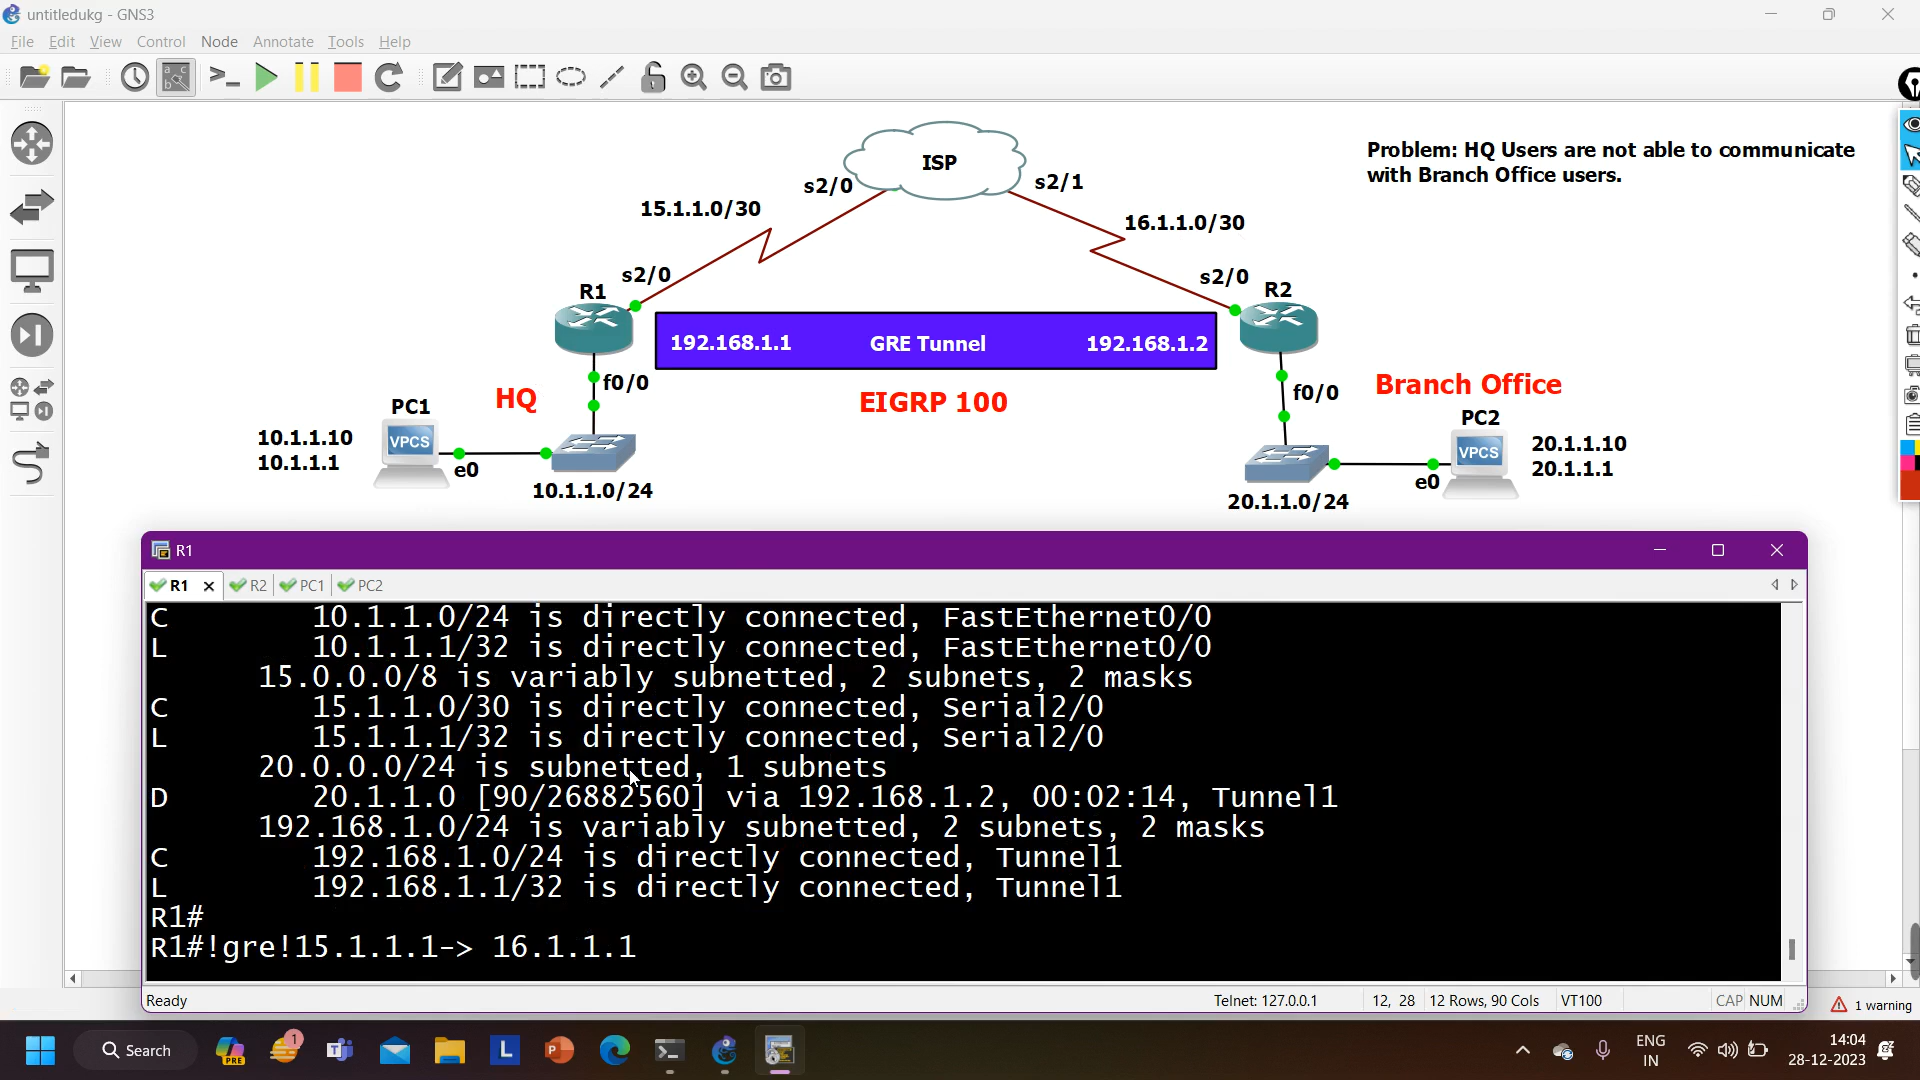 untitledukg - GNS3
File Edit View Control Node Annotate Tools Help
ISP
Problem: HQ Users are not able to communicate
with Branch Office users.
s2/0
s2/1
15.1.1.0/30
16.1.1.0/30
s2/0
s2/0
R1
R2
192.168.1.1 GRE Tunnel 192.168.1.2
f0/0
f0/0
HQ
EIGRP 100
Branch Office
PC1
PC2
10.1.1.10
10.1.1.1
VPCS
e0
10.1.1.0/24
VPCS
e0
20.1.1.10
20.1.1.1
20.1.1.0/24
R1
R1 R2 PC1 PC2
C 10.1.1.0/24 is directly connected, FastEthernet0/0
L 10.1.1.1/32 is directly connected, FastEthernet0/0
15.0.0.0/8 is variably subnetted, 2 subnets, 2 masks
C 15.1.1.0/30 is directly connected, Serial2/0
L 15.1.1.1/32 is directly connected, Serial2/0
20.0.0.0/24 is subnetted, 1 subnets
D 20.1.1.0 [90/26882560] via 192.168.1.2, 00:02:14, Tunnel1
192.168.1.0/24 is variably subnetted, 2 subnets, 2 masks
C 192.168.1.0/24 is directly connected, Tunnel1
L 192.168.1.1/32 is directly connected, Tunnel1
R1#
R1#!gre!15.1.1.1-> 16.1.1.1
Ready Telnet: 127.0.0.1 12, 28 12 Rows, 90 Cols VT100 CAP NUM
1 warning
Search
PRE
1
L
ENG
IN
14:04
28-12-2023